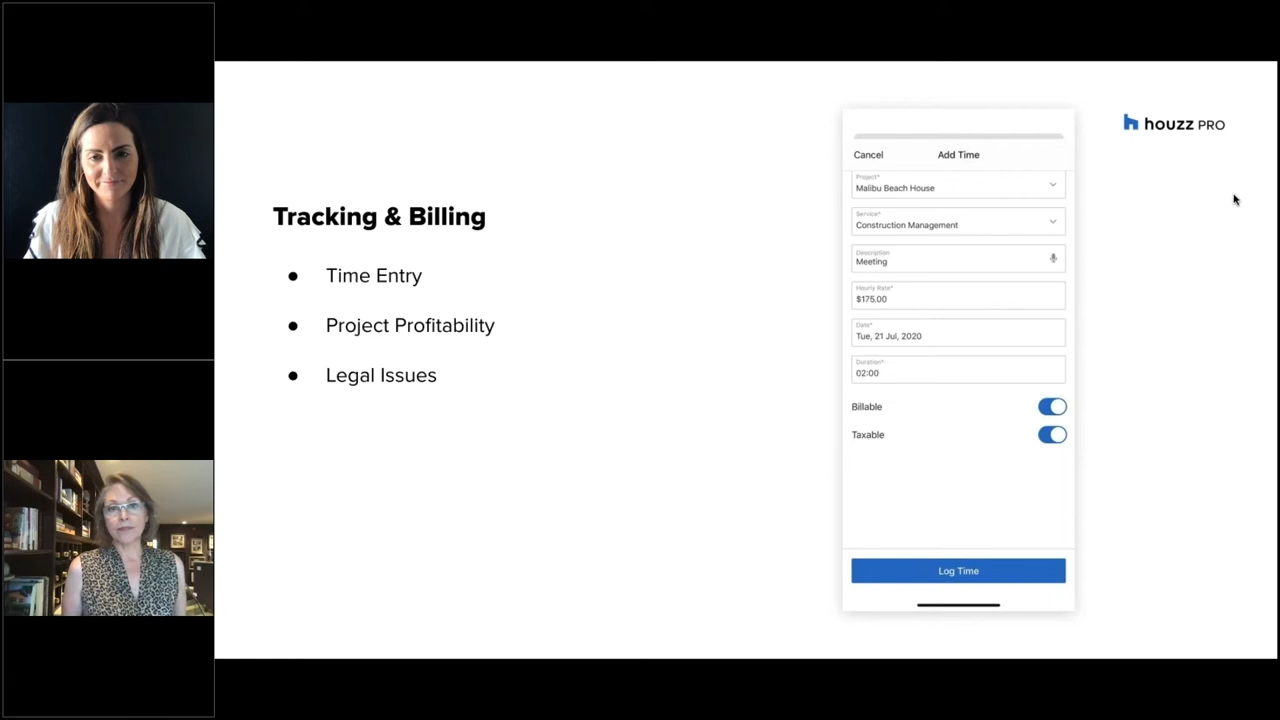 houzz PRO
Tracking & Billing
● Time Entry
● Project Profitability
● Legal Issues
Cancel Add Time
Project*
Malibu Beach House
Service*
Construction Management
Description
Meeting
Hourly Rate*
$175.00
Date*
Tue, 21 Jul, 2020
Duration*
02:00
Billable
Taxable
Log Time